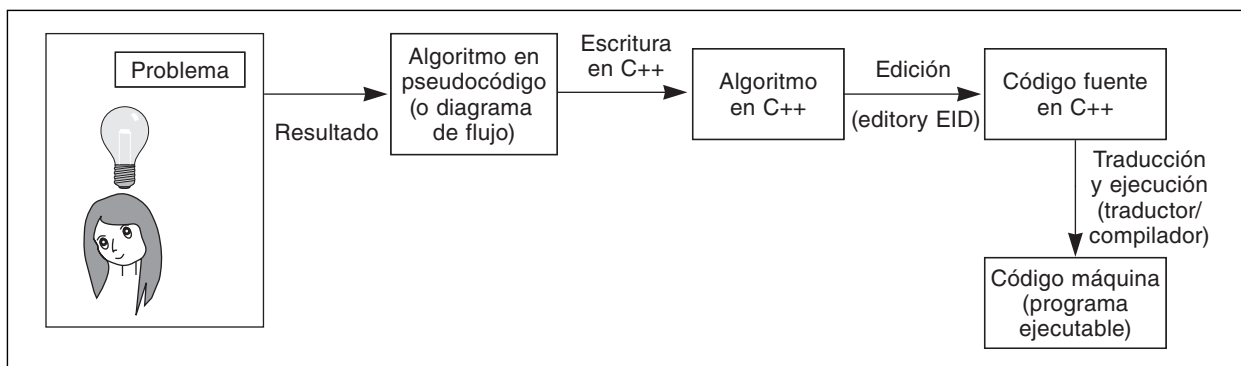 Problema
Resultado
Algoritmo en
pseudocódigo
(o diagrama
de flujo)
Escritura
en C++
Algoritmo
en C++
Edición
(editory EID)
Código fuente
en C++
Traducción
y ejecución
(traductor/
compilador)
Código máquina
(programa
ejecutable)